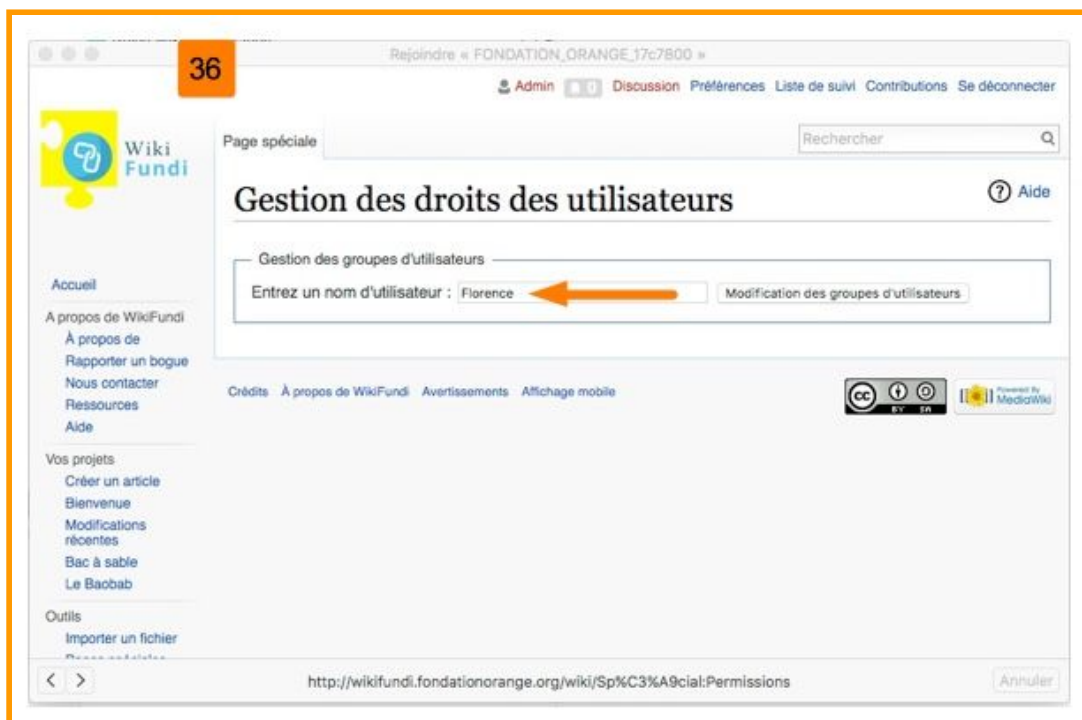 Rejoindre « FONDATION_ORANGE_17c7800 »
36
Admin 0 Discussion Préférences Liste de suivi Contributions Se déconnecter
Wiki
Fundi
Page spéciale
Rechercher
Gestion des droits des utilisateurs
? Aide
Gestion des groupes d'utilisateurs
Entrez un nom d'utilisateur : Florence Modification des groupes d'utilisateurs
Accueil
A propos de WikiFundi
À propos de
Rapporter un bogue
Nous contacter
Ressources
Aide
Crédits À propos de WikiFundi Avertissements Affichage mobile
cc BY SA
Powered By
MediaWiki
Vos projets
Créer un article
Bienvenue
Modifications
récentes
Bac à sable
Le Baobab
Outils
Importer un fichier
http://wikifundi.fondationorange.org/wiki/Sp%C3%A9cial:Permissions
Annuler